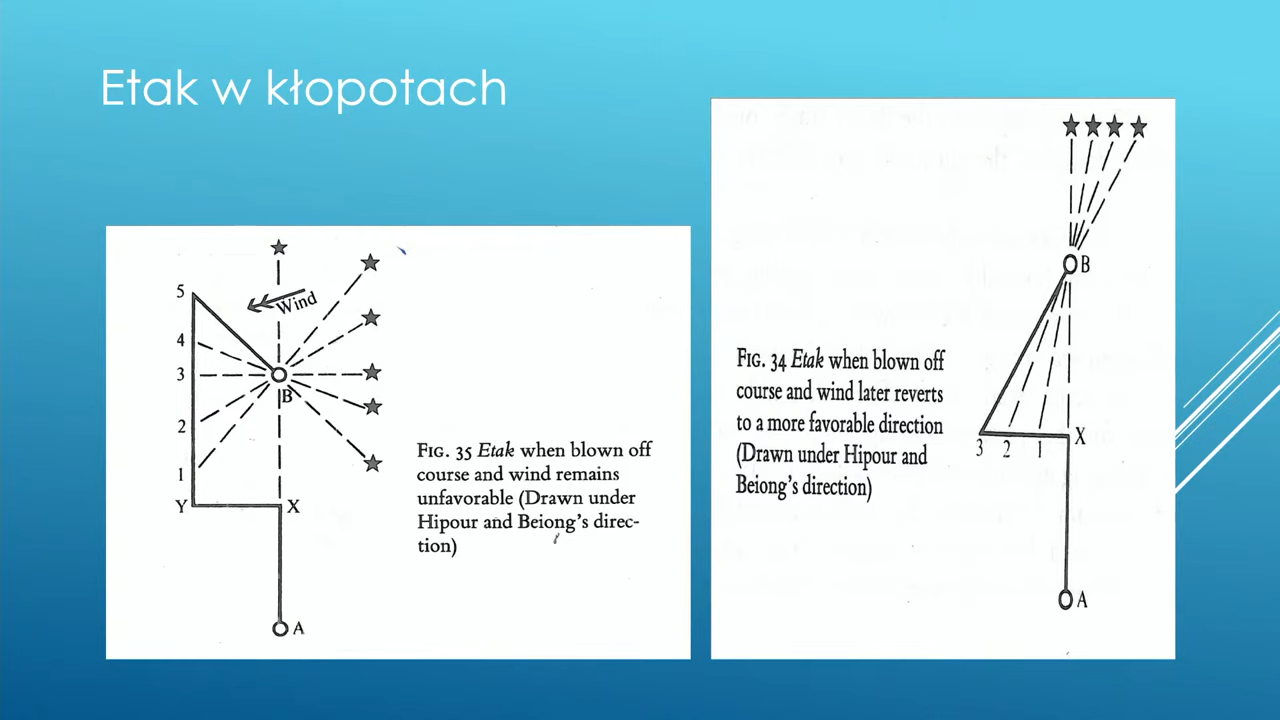 Etak w kłopotach
5
4
3
2
1
Y
X
A
B
Wind
FIG. 35 Etak when blown off
course and wind remains
unfavorable (Drawn under
Hipour and Beiong's direc-
tion)
B
X
3 2 1
A
FIG. 34 Etak when blown off
course and wind later reverts
to a more favorable direction
(Drawn under Hipour and
Beiong's direction)